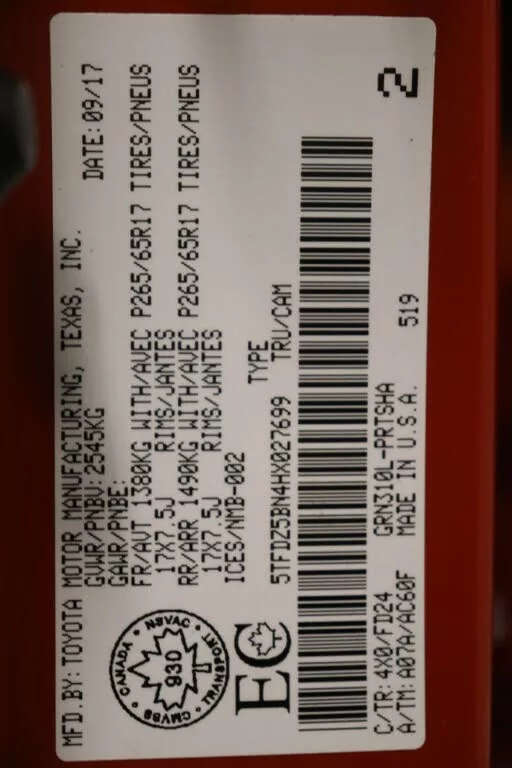 MFD.BY: TOYOTA MOTOR MANUFACTURING, TEXAS, INC.
GVWR/PNBV: 2545KG DATE: 09/17
GAWR/PNBE:
FR/AVT 1380KG WITH/AVEC P265/65R17 TIRES/PNEUS
17X7.5J RIMS/JANTES
RR/ARR 1490KG WITH/AVEC P265/65R17 TIRES/PNEUS
17X7.5J RIMS/JANTES
ICES/NMB-002
CANADA • NSVAC • TRANSPORT • CMVSS •
930
EC
TYPE
5TFDZ5BN4HX027699 TRU/CAM
C/TR: 4X0/FD24 GRN310L-PRTSHA
A/TM: A07A/AC60F MADE IN U.S.A. 519
2